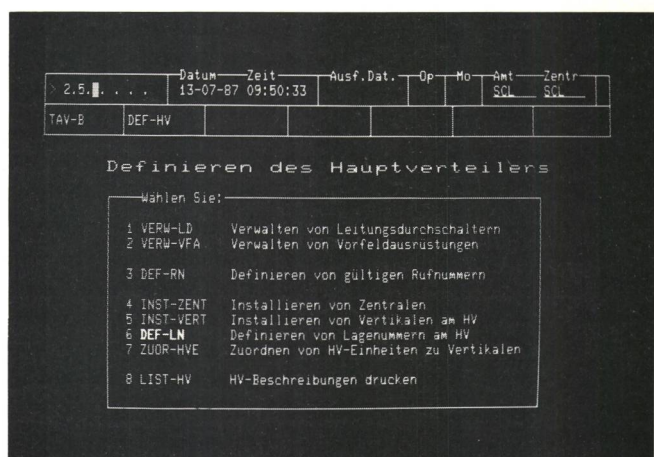 Datum Zeit Ausf.Dat. Op Mo Amt Zentr
> 2.5. . . . . 13-07-87 09:50:33 SCL SCL
TAV-B DEF-HV
Definieren des Hauptverteilers
Wählen Sie:
1 VERW-LD Verwalten von Leitungsdurchschaltern
2 VERW-VFA Verwalten von Vorfeldausrüstungen
3 DEF-RN Definieren von gültigen Rufnummern
4 INST-ZENT Installieren von Zentralen
5 INST-VERT Installieren von Vertikalen am HV
6 DEF-LN Definieren von Lagenummern am HV
7 ZUOR-HVE Zuordnen von HV-Einheiten zu Vertikalen
8 LIST-HV HV-Beschreibungen drucken